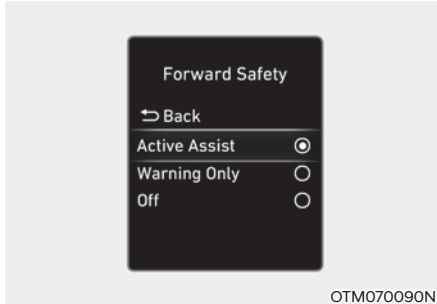 Forward Safety
Back
Active Assist
Warning Only
Off
OTM070090N